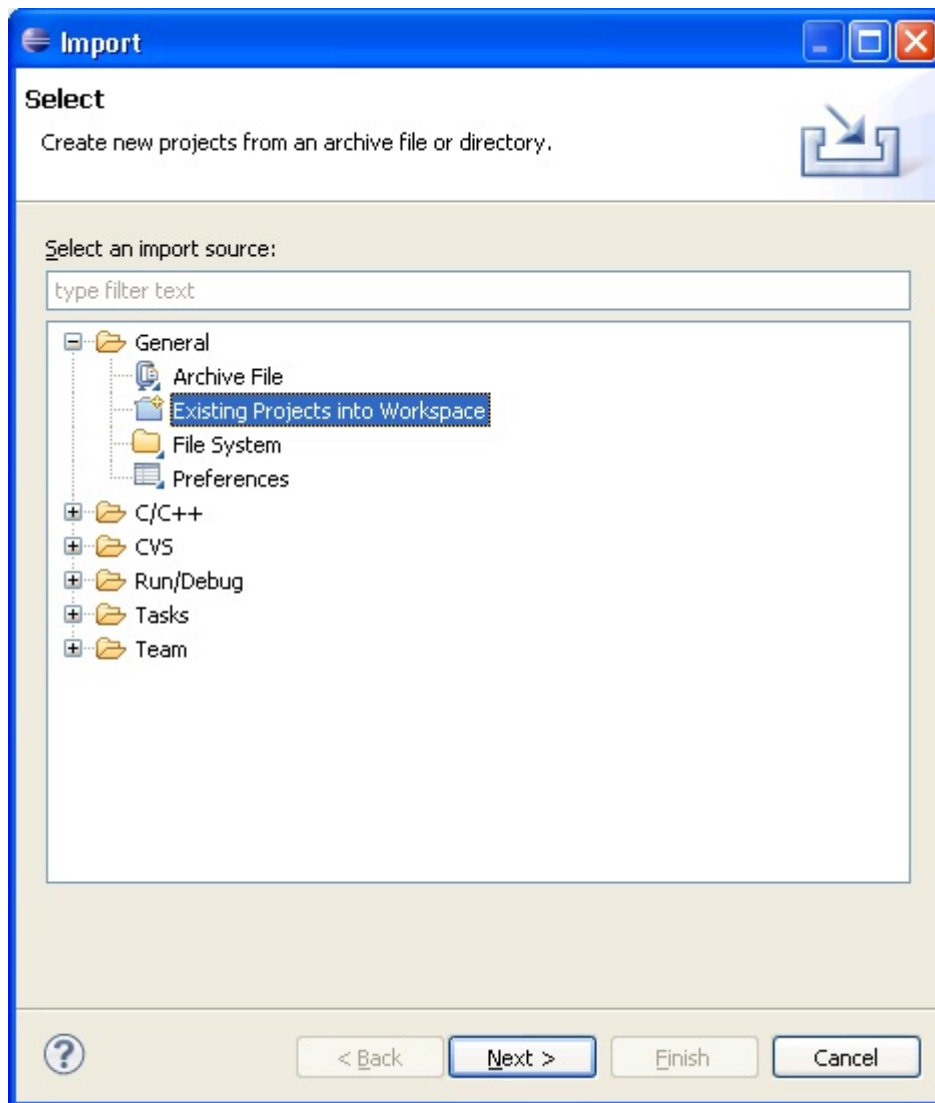 Import
Select
Create new projects from an archive file or directory.
Select an import source:
type filter text
General
Archive File
Existing Projects into Workspace
File System
Preferences
C/C++
CVS
Run/Debug
Tasks
Team
?
< Back
Next >
Finish
Cancel